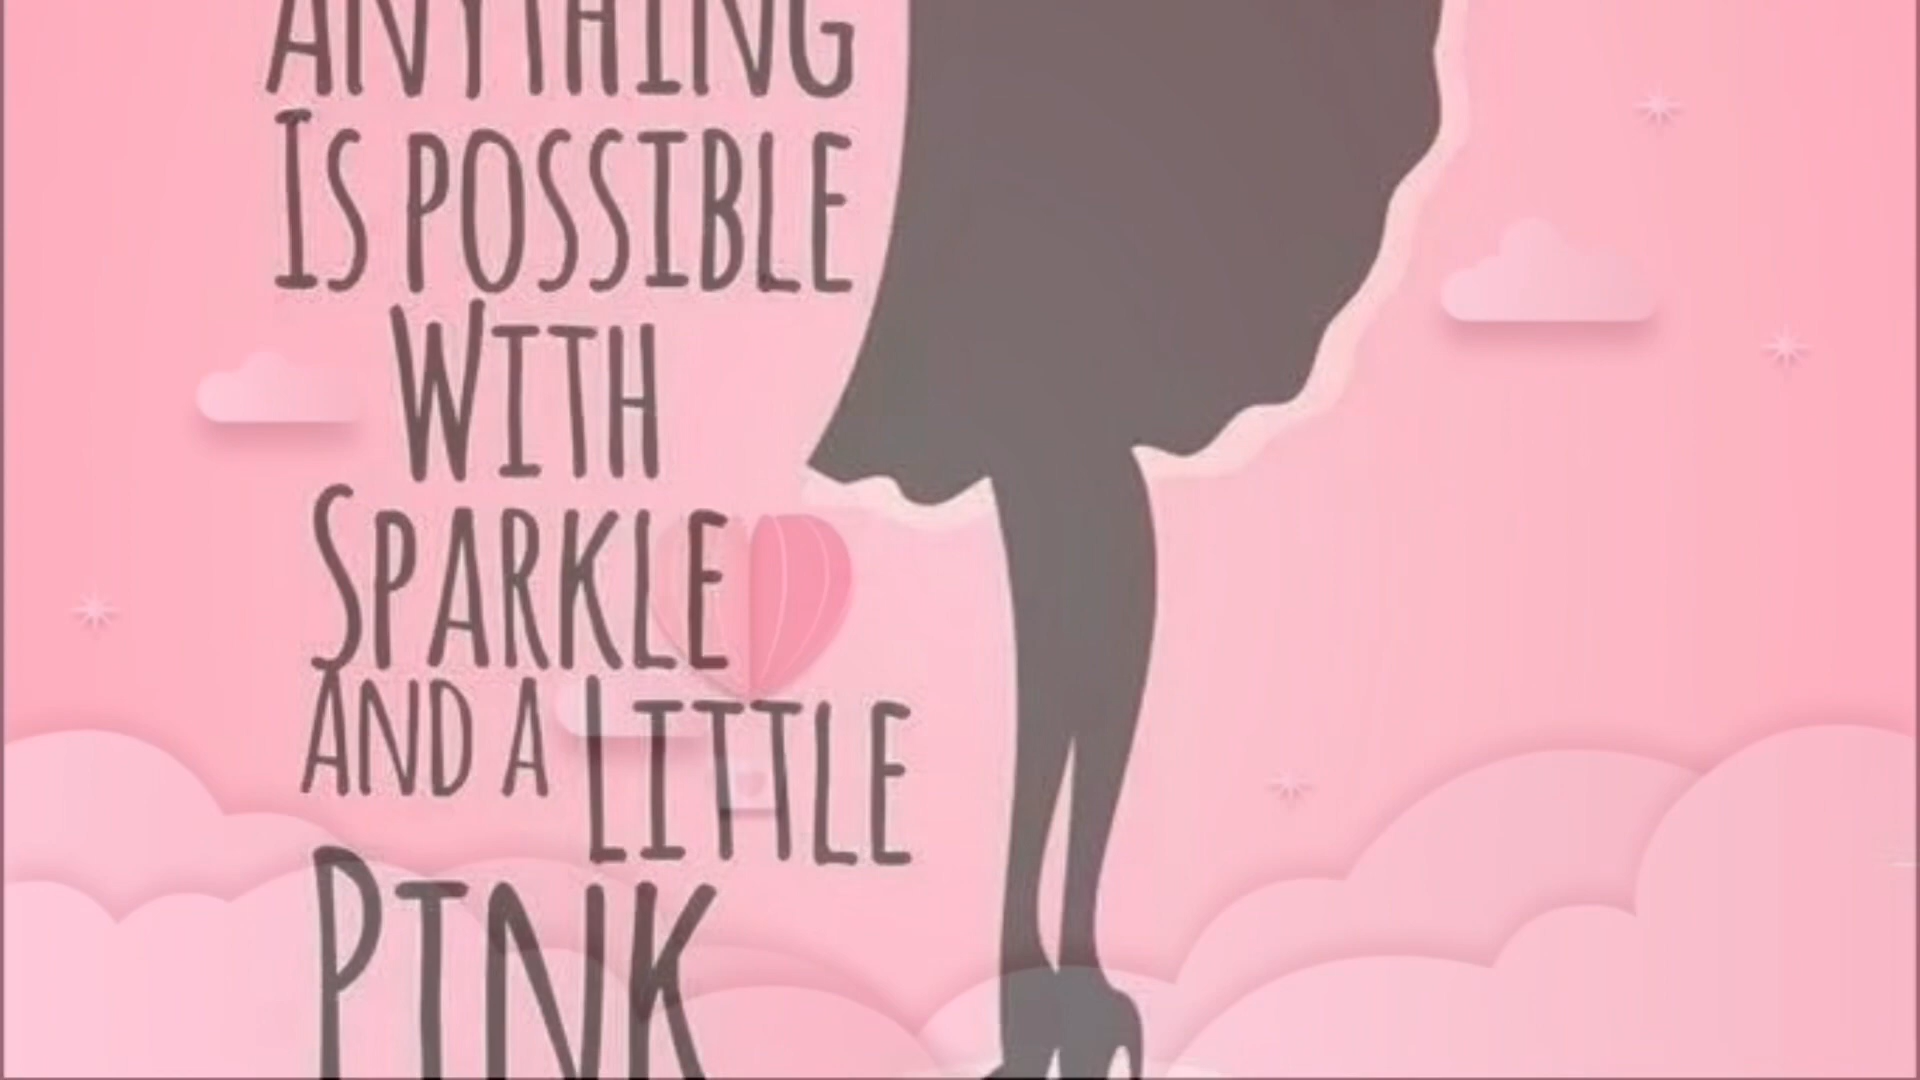 ANYTHING
IS POSSIBLE
WITH
SPARKLE
AND A LITTLE
PINK